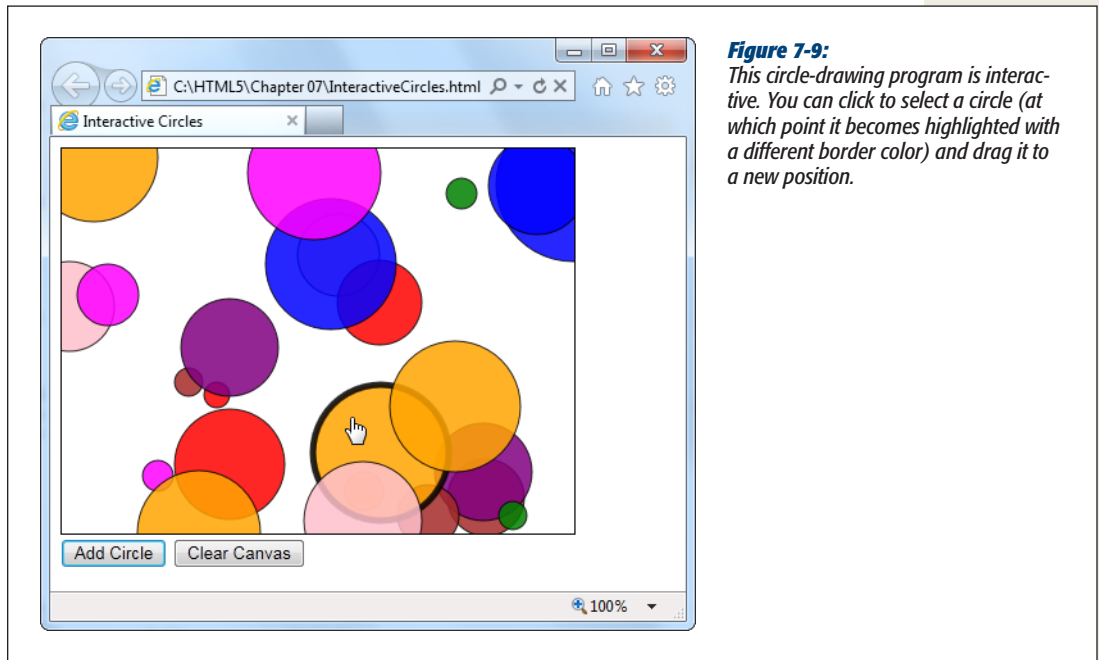 C:\HTML5\Chapter 07\InteractiveCircles.html
Interactive Circles
Add Circle
Clear Canvas
100%
Figure 7-9:
This circle-drawing program is interac-
tive. You can click to select a circle (at
which point it becomes highlighted with
a different border color) and drag it to
a new position.